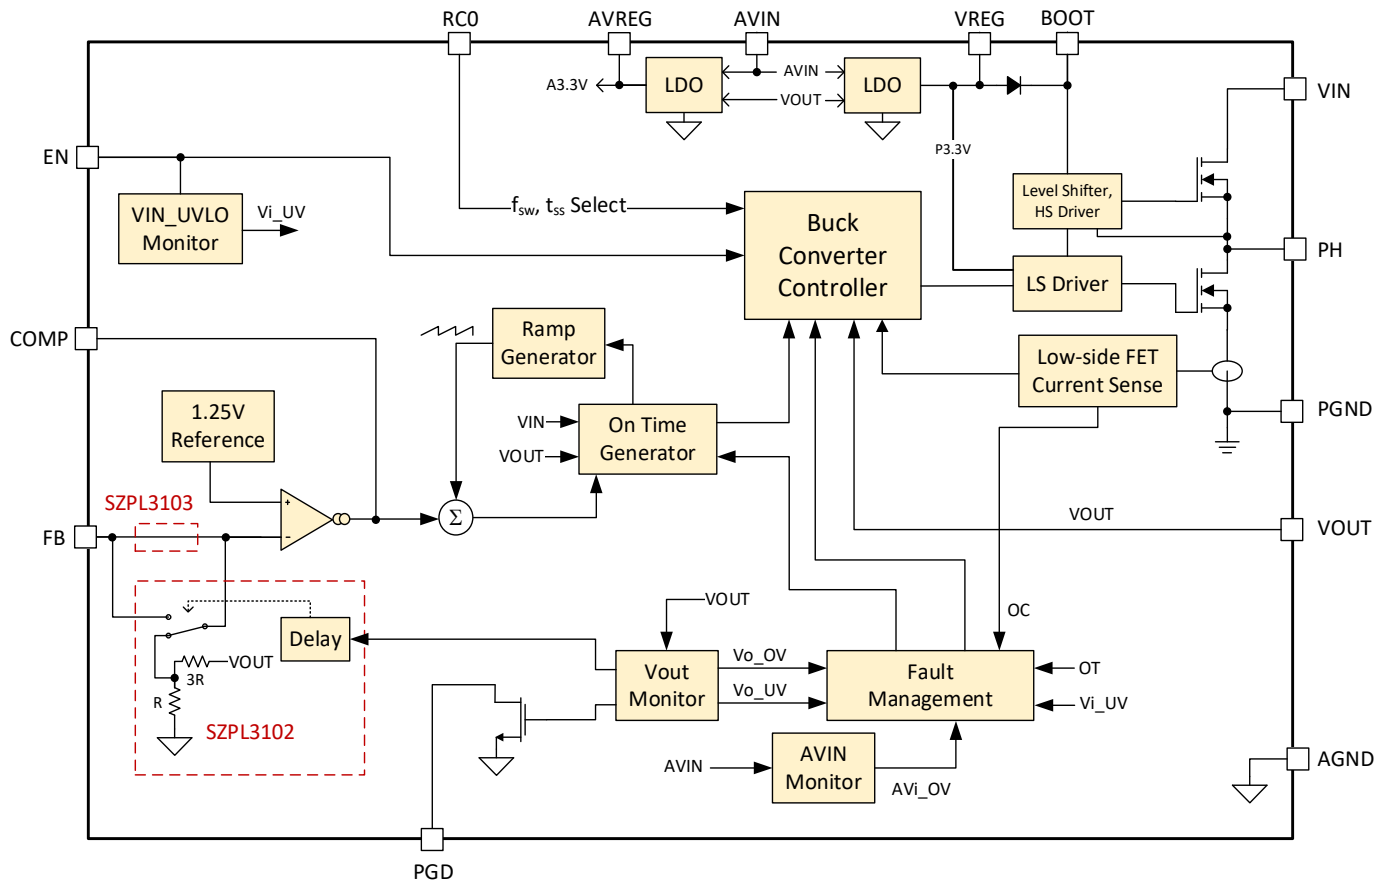 RC0
AVREG
AVIN
VREG
BOOT
A3.3V
LDO
AVIN
VOUT
LDO
VIN
P3.3V
EN
VIN_UVLO
Monitor
Vi_UV
fsw, tss Select
Buck
Converter
Controller
Level Shifter,
HS Driver
PH
LS Driver
COMP
Ramp
Generator
Low-side FET
Current Sense
1.25V
Reference
VIN
VOUT
On Time
Generator
PGND
SZPL3103
+
-
Σ
FB
VOUT
VOUT
Delay
VOUT
3R
R
SZPL3102
VOUT
OC
Vout
Monitor
Vo_OV
Vo_UV
Fault
Management
OT
Vi_UV
AVIN
AVIN
Monitor
AVi_OV
AGND
PGD